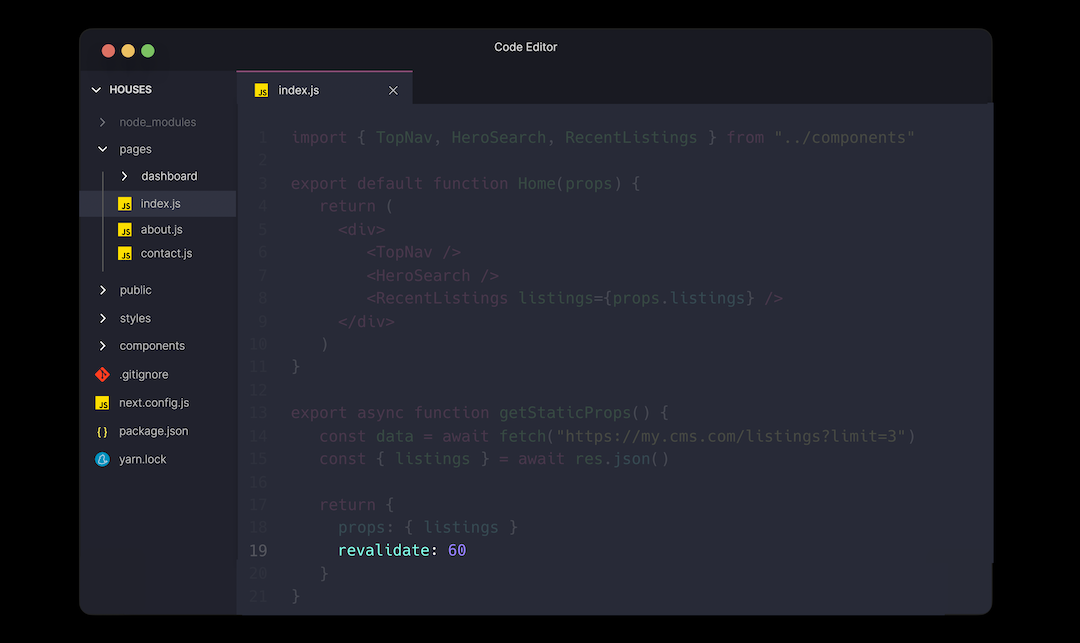 Code Editor
HOUSES
node_modules
pages
dashboard
index.js
about.js
contact.js
public
styles
components
.gitignore
next.config.js
package.json
yarn.lock
index.js
1 import { TopNav, HeroSearch, RecentListings } from "../components"
2
3 export default function Home(props) {
4 return (
5 <div>
6 <TopNav />
7 <HeroSearch />
8 <RecentListings listings={props.listings} />
9 </div>
10 )
11 }
12
13 export async function getStaticProps() {
14 const data = await fetch("https://my.cms.com/listings?limit=3")
15 const { listings } = await res.json()
16
17 return {
18 props: { listings }
19 revalidate: 60
20 }
21 }